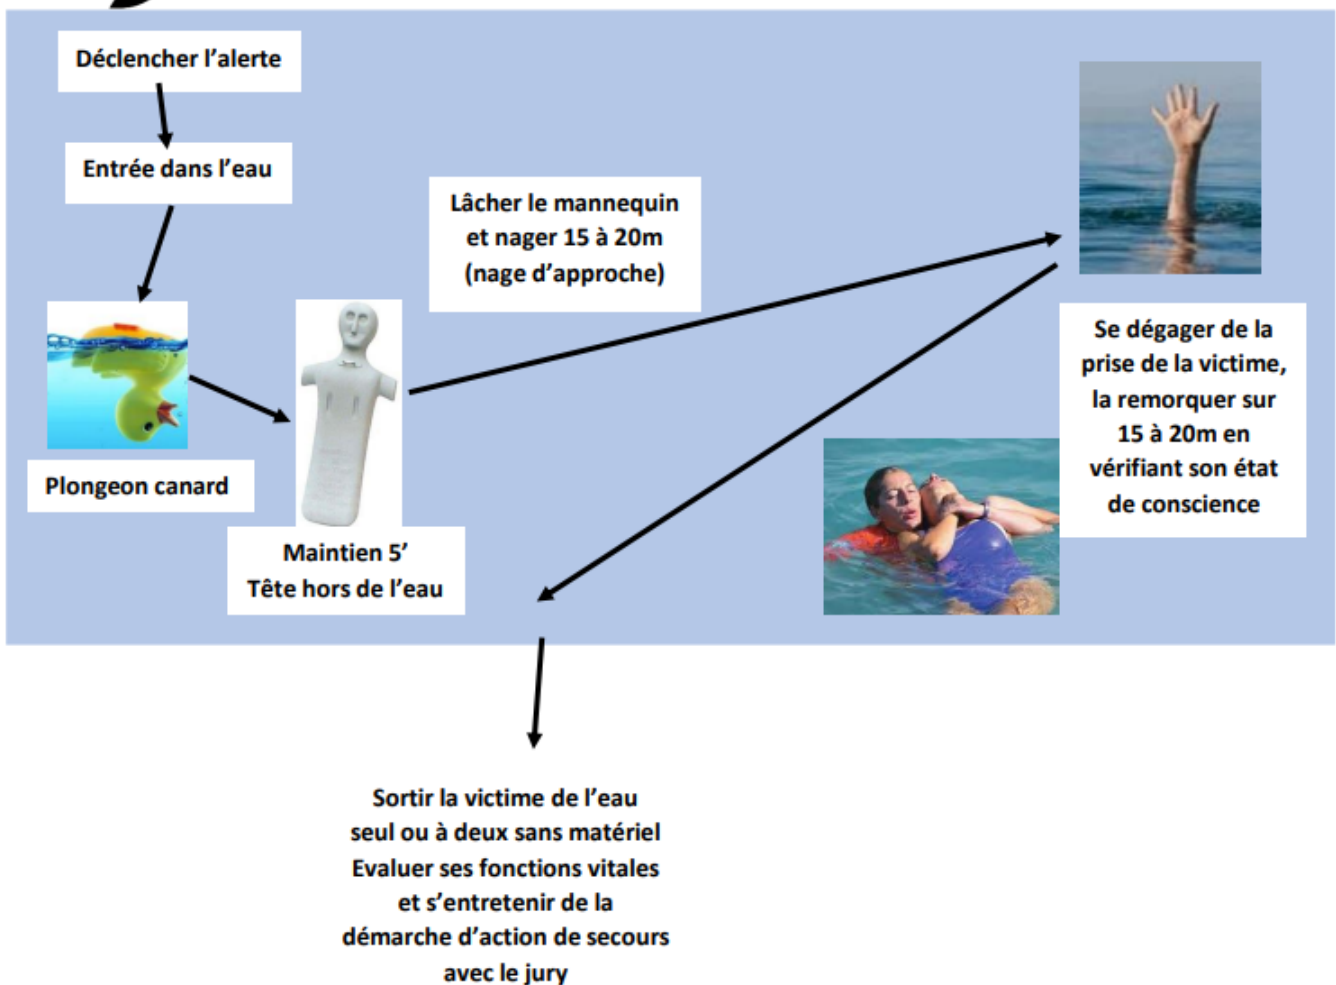 Déclencher l’alerte
Entrée dans l’eau
Plongeon canard
Maintien 5’
Tête hors de l’eau
Lâcher le mannequin
et nager 15 à 20m
(nage d’approche)
Se dégager de la
prise de la victime,
la remorquer sur
15 à 20m en
vérifiant son état
de conscience
Sortir la victime de l’eau
seul ou à deux sans matériel
Evaluer ses fonctions vitales
et s’entretenir de la
démarche d’action de secours
avec le jury